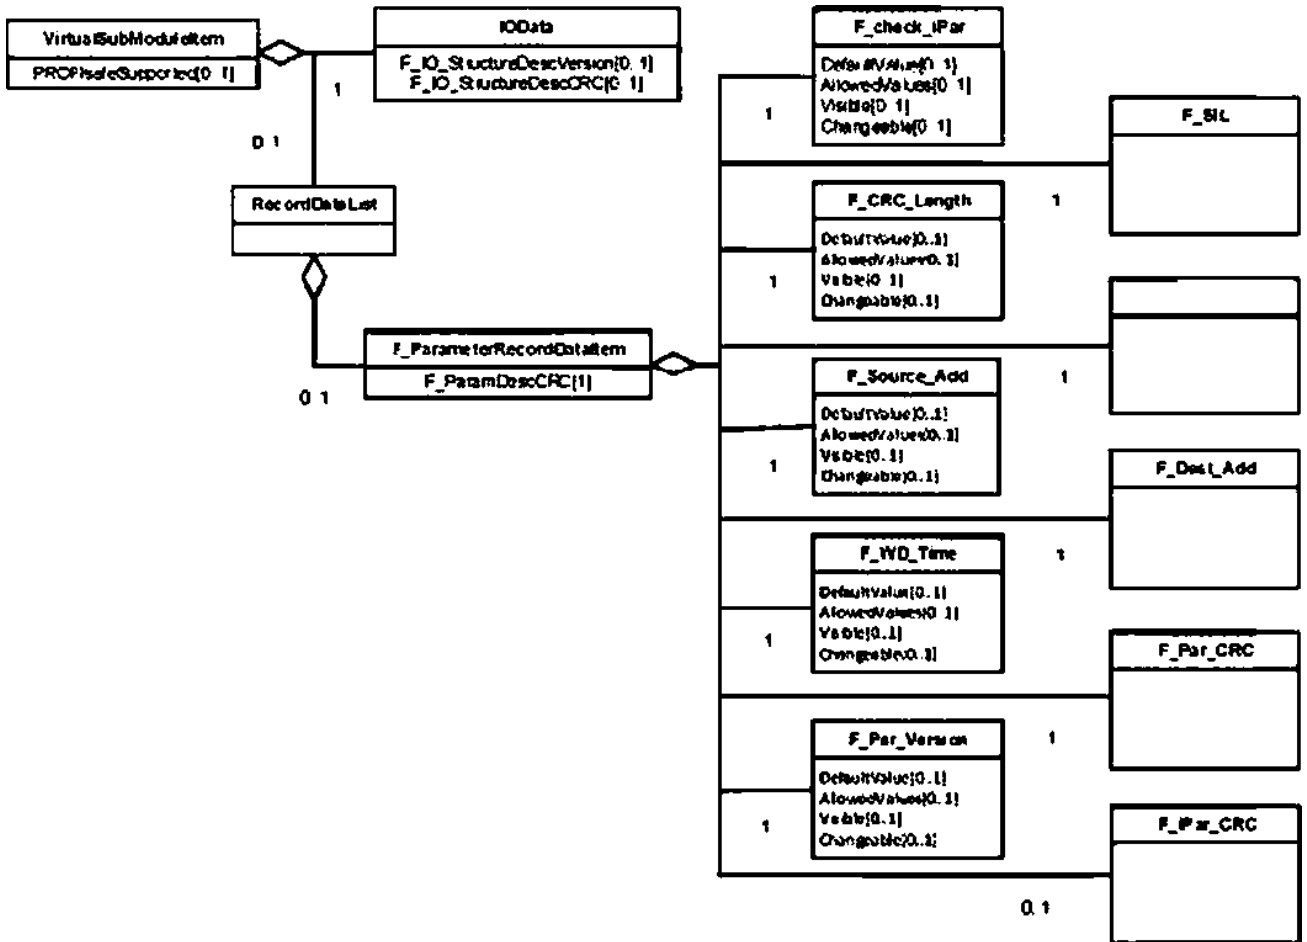 VirtualSubModuleItem
PROFIsafeSupported[0 1]
IOData
F_IO_StructureDescVersion[0. 1]
F_IO_StructureDescCRC[0 1]
1
0 1
RecordDataList
F_ParameterRecordDataItem
F_ParamDescCRC[1]
0 1
F_check_iPar
DefaultValue[0 1]
AllowedValues[0 1]
Visible[0 1]
Changeable[0 1]
1
F_SIL
1
F_CRC_Length
DefaultValue[0..1]
AllowedValues[0..1]
Visible[0 1]
Changeable[0..1]
1
1
F_Source_Add
DefaultValue[0..1]
AllowedValues[0..1]
Visible[0..1]
Changeable[0..1]
1
F_Dest_Add
1
F_WD_Time
DefaultValue[0..1]
AllowedValues[0..1]
Visible[0..1]
Changeable[0..1]
1
F_Par_CRC
1
F_Par_Version
DefaultValue[0..1]
AllowedValues[0..1]
Visible[0..1]
Changeable[0..1]
1
F_iPar_CRC
0. 1